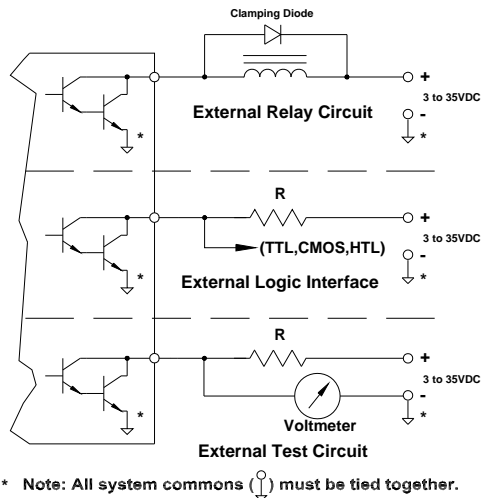 Clamping Diode
+
3 to 35VDC
External Relay Circuit
-
*
*
R
+
3 to 35VDC
(TTL,CMOS,HTL)
-
External Logic Interface
*
*
R
+
3 to 35VDC
-
*
*
Voltmeter
External Test Circuit
* Note: All system commons ( ) must be tied together.